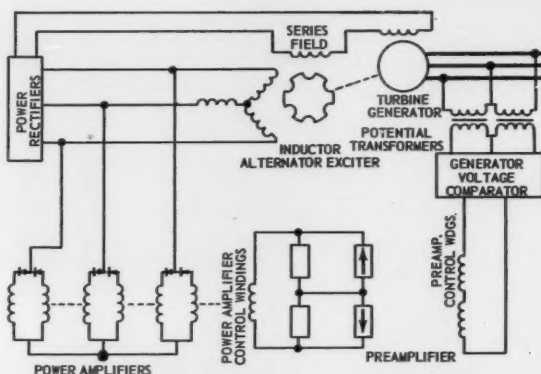 SERIES
FIELD
POWER
RECTIFIERS
TURBINE
GENERATOR
INDUCTOR
ALTERNATOR EXCITER
POTENTIAL
TRANSFORMERS
GENERATOR
VOLTAGE
COMPARATOR
POWER AMPLIFIER
CONTROL WINDINGS
PREAMP.
CONTROL WDGS.
PREAMPLIFIER
POWER AMPLIFIERS